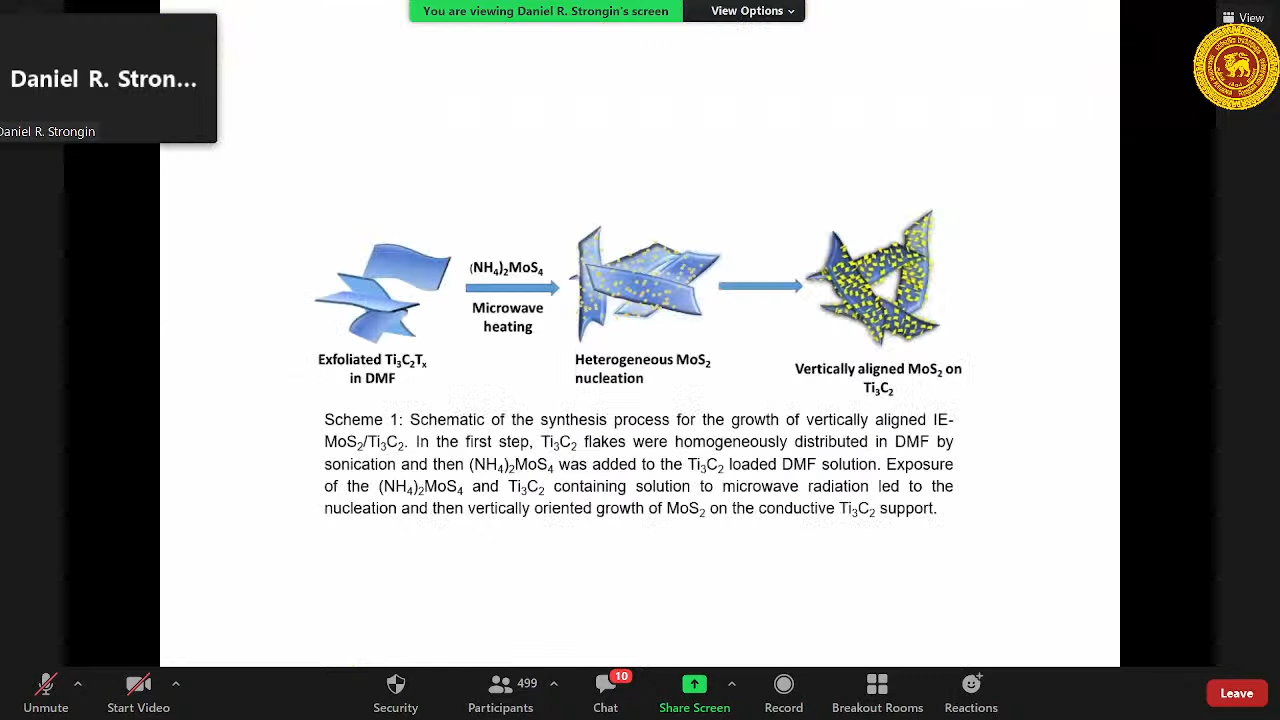 You are viewing Daniel R. Strongin's screen
View Options
View
Daniel R. Stron...
Daniel R. Strongin
(NH₄)₂MoS₄
Microwave
heating
Exfoliated Ti₃C₂Tₓ
in DMF
Heterogeneous MoS₂
nucleation
Vertically aligned MoS₂ on
Ti₃C₂
Scheme 1: Schematic of the synthesis process for the growth of vertically aligned IE-
MoS₂/Ti₃C₂. In the first step, Ti₃C₂ flakes were homogeneously distributed in DMF by
sonication and then (NH₄)₂MoS₄ was added to the Ti₃C₂ loaded DMF solution. Exposure
of the (NH₄)₂MoS₄ and Ti₃C₂ containing solution to microwave radiation led to the
nucleation and then vertically oriented growth of MoS₂ on the conductive Ti₃C₂ support.
Unmute
Start Video
Security
499
Participants
10
Chat
Share Screen
Record
Breakout Rooms
Reactions
Leave